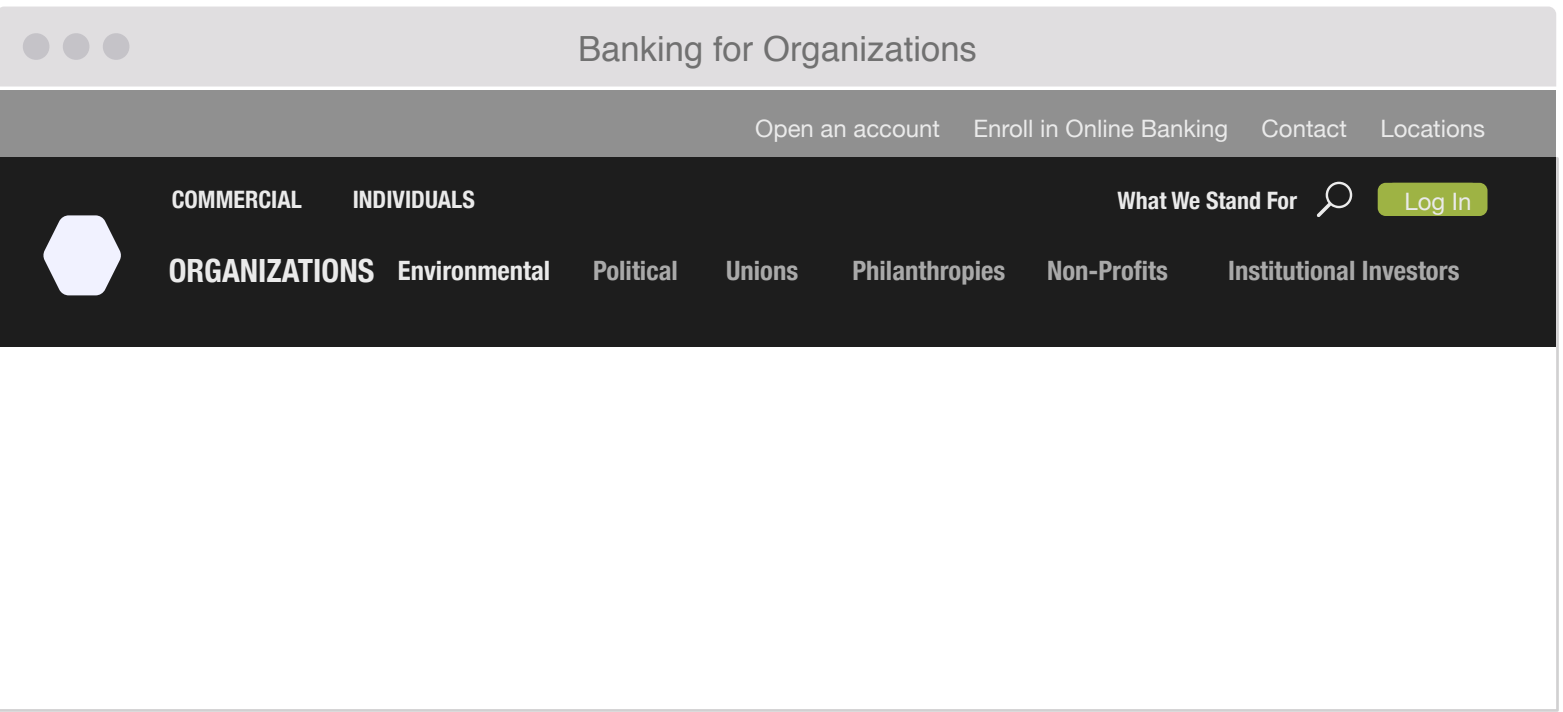 Banking for Organizations
Open an account Enroll in Online Banking Contact Locations
COMMERCIAL INDIVIDUALS What We Stand For Log In
ORGANIZATIONS Environmental Political Unions Philanthropies Non-Profits Institutional Investors